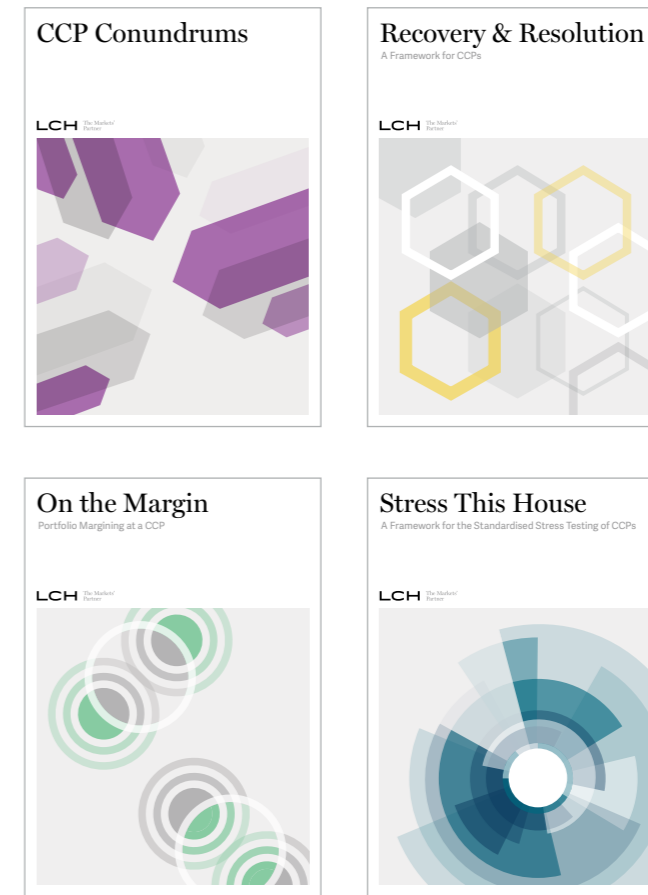 CCP Conundrums
LCH The Markets'
Partner
Recovery & Resolution
A Framework for CCPs
LCH The Markets'
Partner
On the Margin
Portfolio Margining at a CCP
LCH The Markets'
Partner
Stress This House
A Framework for the Standardised Stress Testing of CCPs
LCH The Markets'
Partner